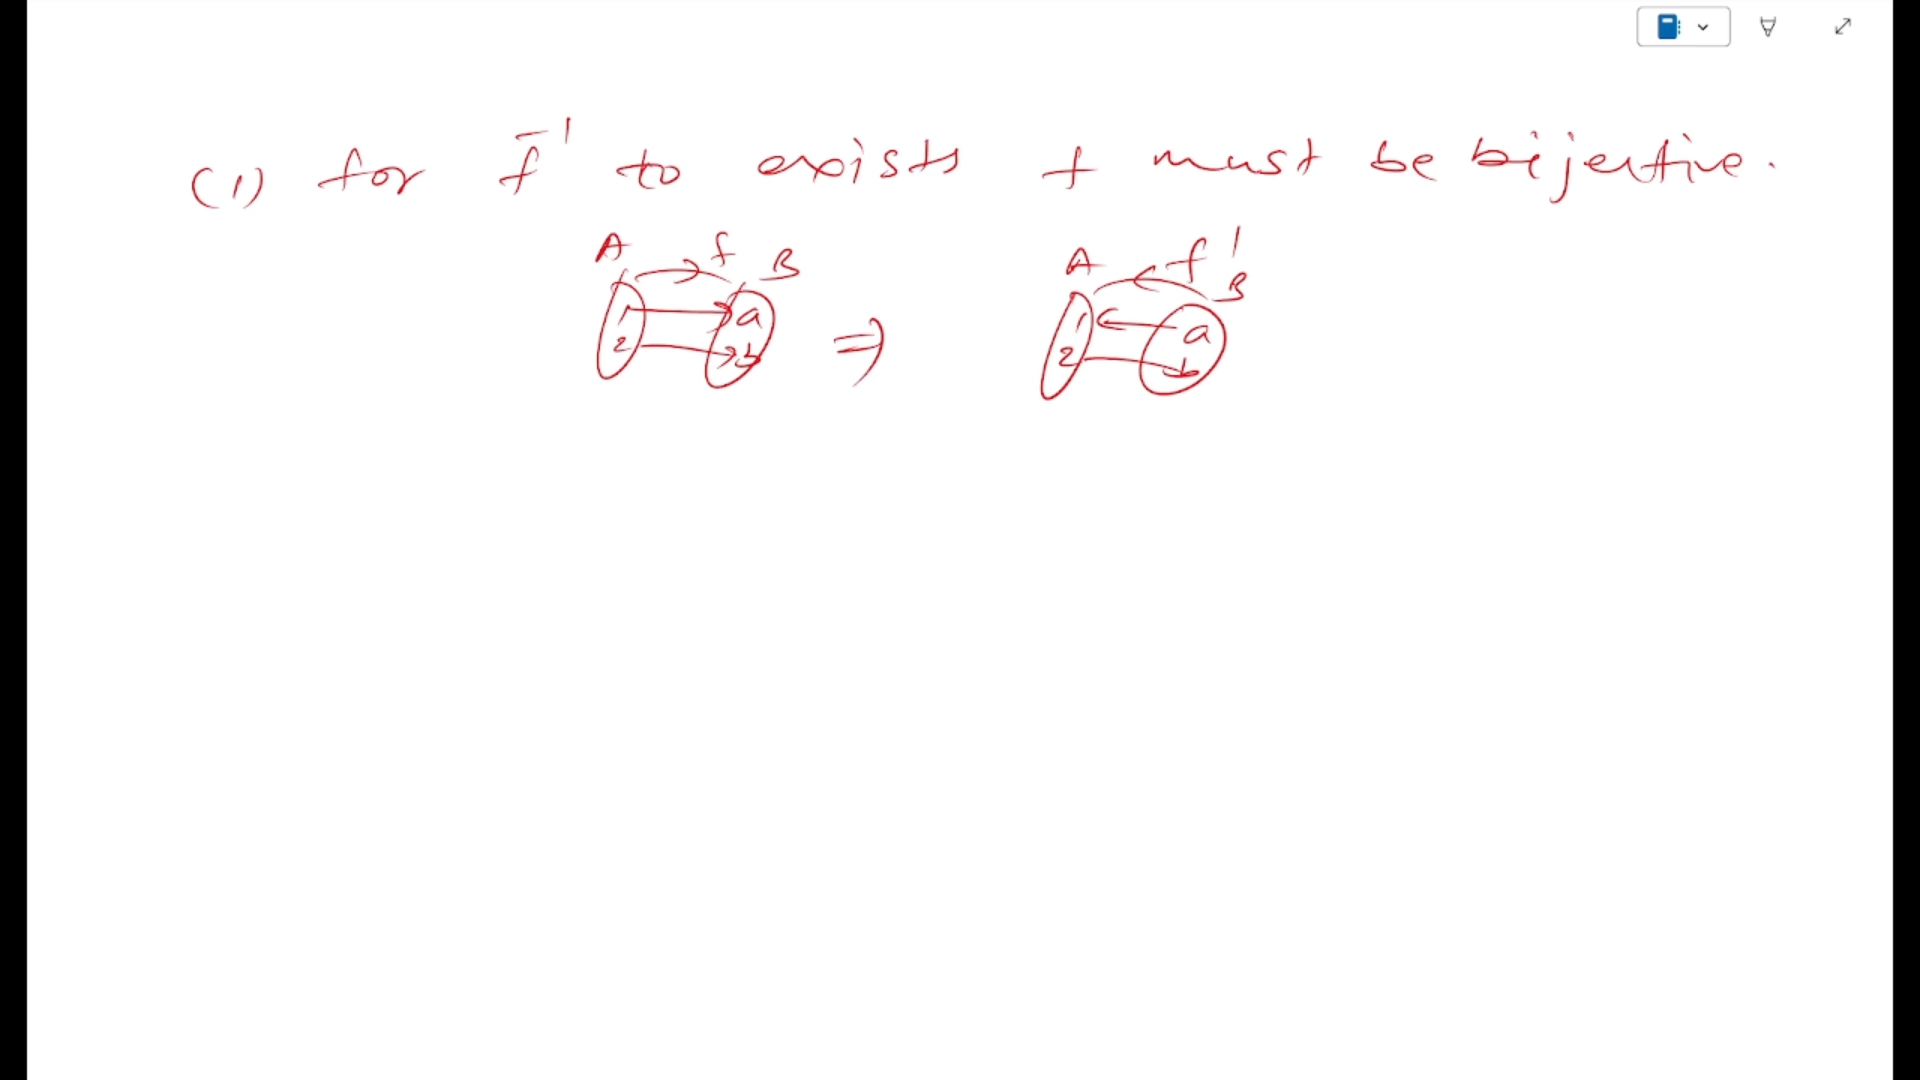 (1) for f⁻¹ to exists f must be bijective.
A f B A f⁻¹ B
1 a ⇒ 1 a
2 b 2 b